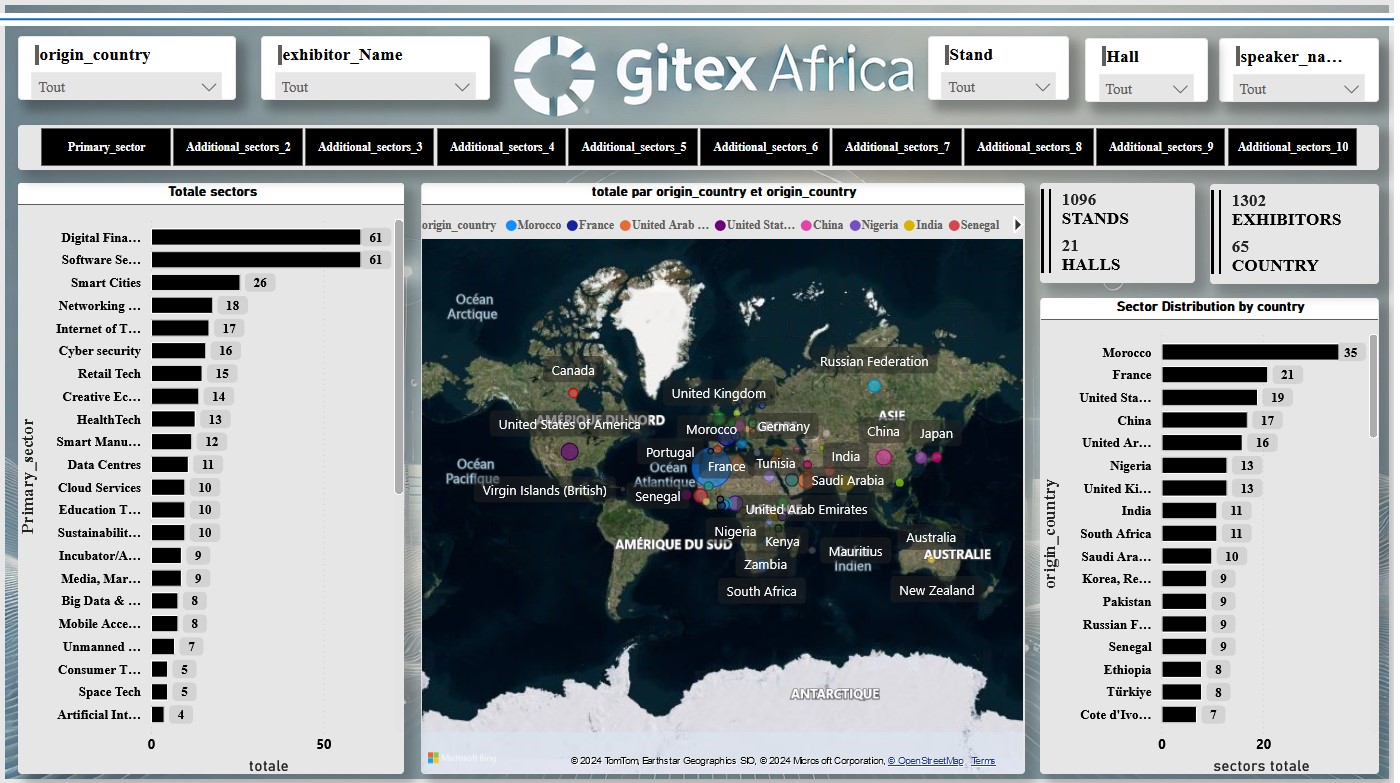 origin_country
Tout
exhibitor_Name
Tout
Gitex Africa
Stand
Tout
Hall
Tout
speaker_na...
Tout
Primary_sector
Additional_sectors_2
Additional_sectors_3
Additional_sectors_4
Additional_sectors_5
Additional_sectors_6
Additional_sectors_7
Additional_sectors_8
Additional_sectors_9
Additional_sectors_10
Totale sectors
Primary_sector
Digital Fina... 61
Software Se... 61
Smart Cities 26
Networking ... 18
Internet of T... 17
Cyber security 16
Retail Tech 15
Creative Ec... 14
HealthTech 13
Smart Manu... 12
Data Centres 11
Cloud Services 10
Education T... 10
Sustainabilit... 10
Incubator/A... 9
Media, Mar... 9
Big Data & ... 8
Mobile Acce... 8
Unmanned ... 7
Consumer T... 5
Space Tech 5
Artificial Int... 4
0 50
totale
totale par origin_country et origin_country
origin_country Morocco France United Arab ... United Stat... China Nigeria India Senegal
Océan
Arctique
Russian Federation
Canada
United Kingdom
AMÉRIQUE DU NORD
ASIE
United States of America
Morocco
Germany
China
Japan
Portugal
India
Océan
Pacifique
Océan
Atlantique
France
Tunisia
Saudi Arabia
Virgin Islands (British)
Senegal
United Arab Emirates
Nigeria
Kenya
Australia
AMÉRIQUE DU SUD
Mauritius
Indien
AUSTRALIE
Zambia
South Africa
New Zealand
ANTARCTIQUE
Microsoft Bing
© 2024 TomTom, Earthstar Geographics SIO, © 2024 Microsoft Corporation, © OpenStreetMap Terms
1096
STANDS
21
HALLS
1302
EXHIBITORS
65
COUNTRY
Sector Distribution by country
origin_country
Morocco 35
France 21
United Sta... 19
China 17
United Ar... 16
Nigeria 13
United Ki... 13
India 11
South Africa 11
Saudi Ara... 10
Korea, Re... 9
Pakistan 9
Russian F... 9
Senegal 9
Ethiopia 8
Türkiye 8
Cote d'Ivo... 7
0 20
sectors totale